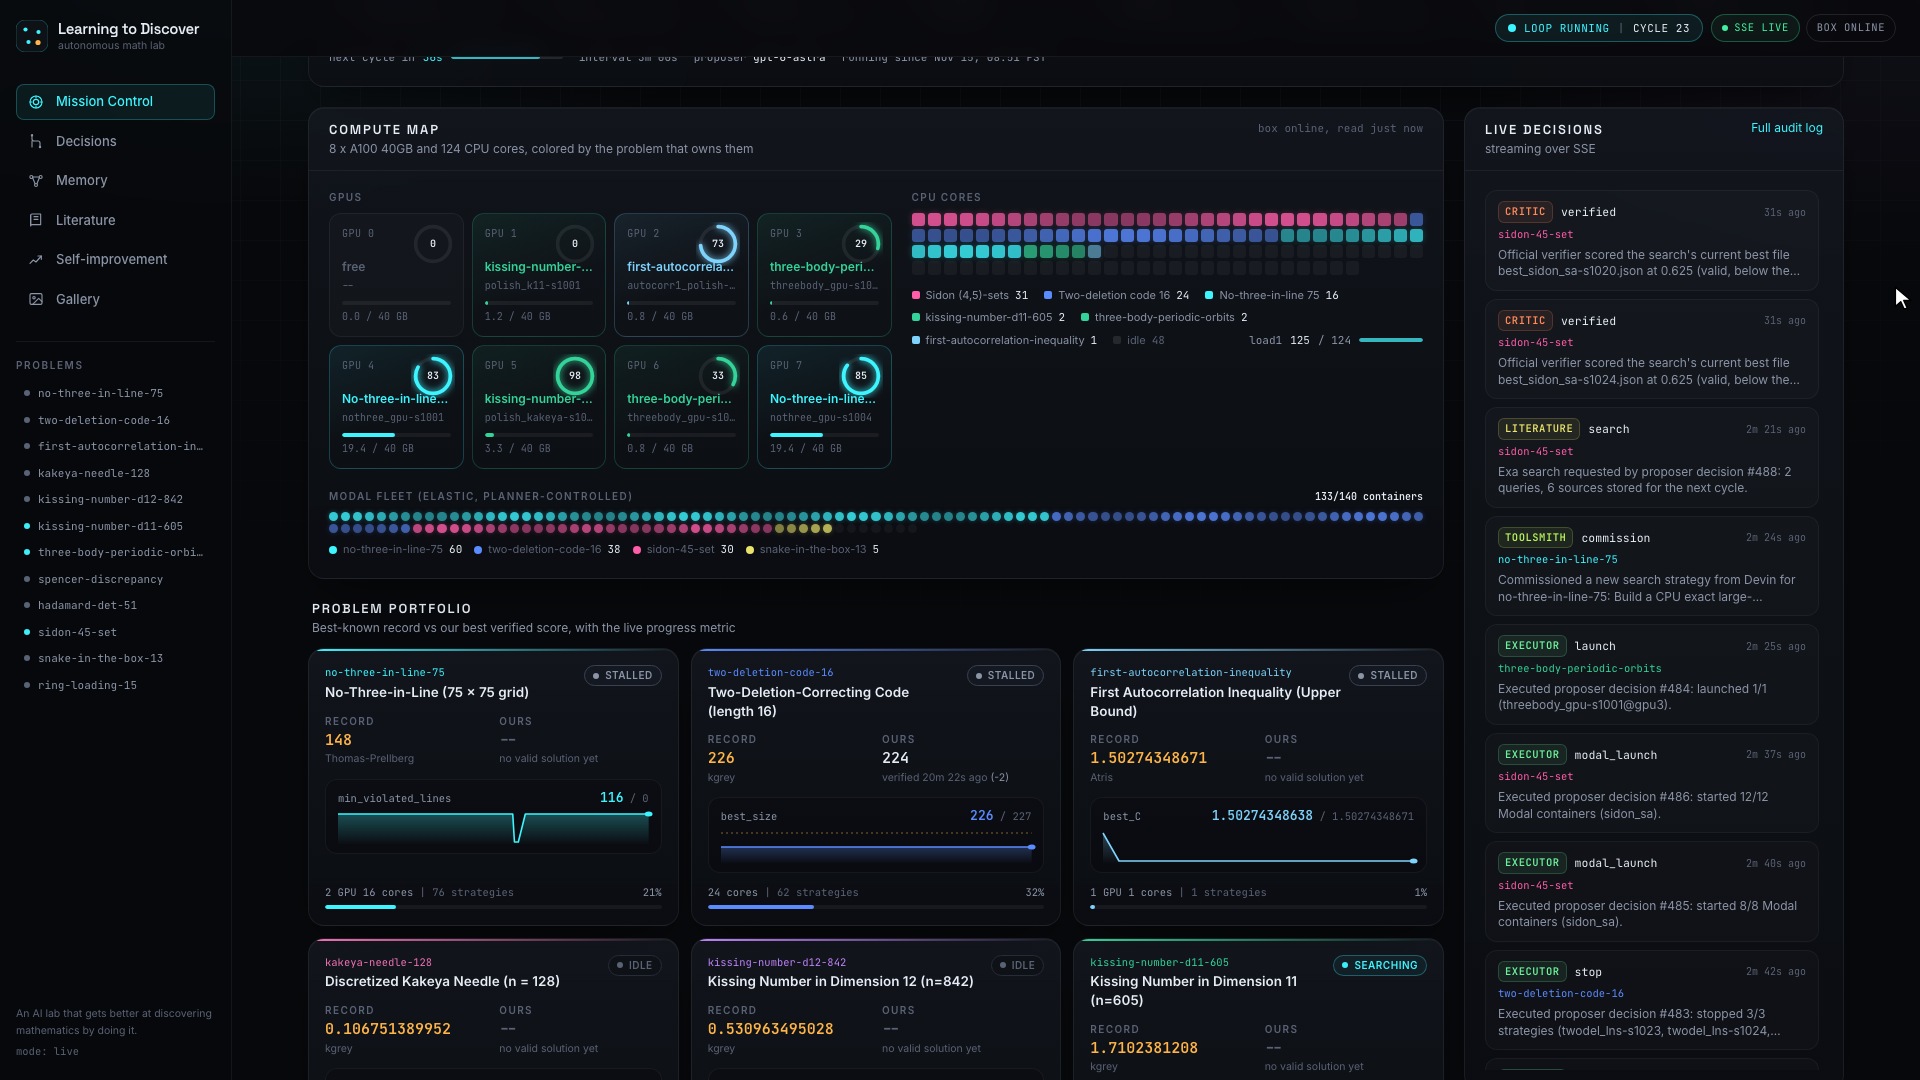 Learning to Discover
autonomous math lab
Mission Control
Decisions
Memory
Literature
Self-improvement
Gallery
PROBLEMS
no-three-in-line-75
two-deletion-code-16
first-autocorrelation-in…
kakeya-needle-128
kissing-number-d12-842
kissing-number-d11-605
three-body-periodic-orbi…
spencer-discrepancy
hadamard-det-51
sidon-45-set
snake-in-the-box-13
ring-loading-15
An AI lab that gets better at discovering
mathematics by doing it.
mode: live
LOOP RUNNING | CYCLE 23
SSE LIVE
BOX ONLINE
next cycle in 36s interval 3m 00s proposer gpt-6-astra running since Nov 15, 08:51 PST
COMPUTE MAP
box online, read just now
8 x A100 40GB and 124 CPU cores, colored by the problem that owns them
GPUS
GPU 0
0
free
--
0.0 / 40 GB
GPU 1
0
kissing-number-…
polish_k11-s1001
1.2 / 40 GB
GPU 2
73
first-autocorrela…
autocorr1_polish-…
0.8 / 40 GB
GPU 3
29
three-body-peri…
threebody_gpu-s10…
0.6 / 40 GB
GPU 4
83
No-three-in-line…
nothree_gpu-s1001
19.4 / 40 GB
GPU 5
98
kissing-number-…
polish_kakeya-s10…
3.3 / 40 GB
GPU 6
33
three-body-peri…
threebody_gpu-s10…
0.8 / 40 GB
GPU 7
85
No-three-in-line…
nothree_gpu-s1004
19.4 / 40 GB
CPU CORES
Sidon (4,5)-sets 31 Two-deletion code 16 24 No-three-in-line 75 16
kissing-number-d11-605 2 three-body-periodic-orbits 2
first-autocorrelation-inequality 1 idle 48 load1 125 / 124
MODAL FLEET (ELASTIC, PLANNER-CONTROLLED)
133/140 containers
no-three-in-line-75 60 two-deletion-code-16 38 sidon-45-set 30 snake-in-the-box-13 5
PROBLEM PORTFOLIO
Best-known record vs our best verified score, with the live progress metric
no-three-in-line-75
STALLED
No-Three-in-Line (75 × 75 grid)
RECORD OURS
148 --
Thomas-Prellberg no valid solution yet
min_violated_lines 116 / 0
2 GPU 16 cores | 76 strategies 21%
two-deletion-code-16
STALLED
Two-Deletion-Correcting Code
(length 16)
RECORD OURS
226 224
kgrey verified 20m 22s ago (-2)
best_size 226 / 227
24 cores | 62 strategies 32%
first-autocorrelation-inequality
STALLED
First Autocorrelation Inequality (Upper
Bound)
RECORD OURS
1.50274348671 --
Atris no valid solution yet
best_C 1.50274348638 / 1.50274348671
1 GPU 1 cores | 1 strategies 1%
kakeya-needle-128
IDLE
Discretized Kakeya Needle (n = 128)
RECORD OURS
0.106751389952 --
kgrey no valid solution yet
kissing-number-d12-842
IDLE
Kissing Number in Dimension 12 (n=842)
RECORD OURS
0.530963495028 --
kgrey no valid solution yet
kissing-number-d11-605
SEARCHING
Kissing Number in Dimension 11
(n=605)
RECORD OURS
1.7102381208 --
kgrey no valid solution yet
LIVE DECISIONS
Full audit log
streaming over SSE
CRITIC verified 31s ago
sidon-45-set
Official verifier scored the search's current best file
best_sidon_sa-s1020.json at 0.625 (valid, below the…
CRITIC verified 31s ago
sidon-45-set
Official verifier scored the search's current best file
best_sidon_sa-s1024.json at 0.625 (valid, below the…
LITERATURE search 2m 21s ago
sidon-45-set
Exa search requested by proposer decision #488: 2
queries, 6 sources stored for the next cycle.
TOOLSMITH commission 2m 24s ago
no-three-in-line-75
Commissioned a new search strategy from Devin for
no-three-in-line-75: Build a CPU exact large-…
EXECUTOR launch 2m 25s ago
three-body-periodic-orbits
Executed proposer decision #484: launched 1/1
(threebody_gpu-s1001@gpu3).
EXECUTOR modal_launch 2m 37s ago
sidon-45-set
Executed proposer decision #486: started 12/12
Modal containers (sidon_sa).
EXECUTOR modal_launch 2m 40s ago
sidon-45-set
Executed proposer decision #485: started 8/8 Modal
containers (sidon_sa).
EXECUTOR stop 2m 42s ago
two-deletion-code-16
Executed proposer decision #483: stopped 3/3
strategies (twodel_lns-s1023, twodel_lns-s1024,…